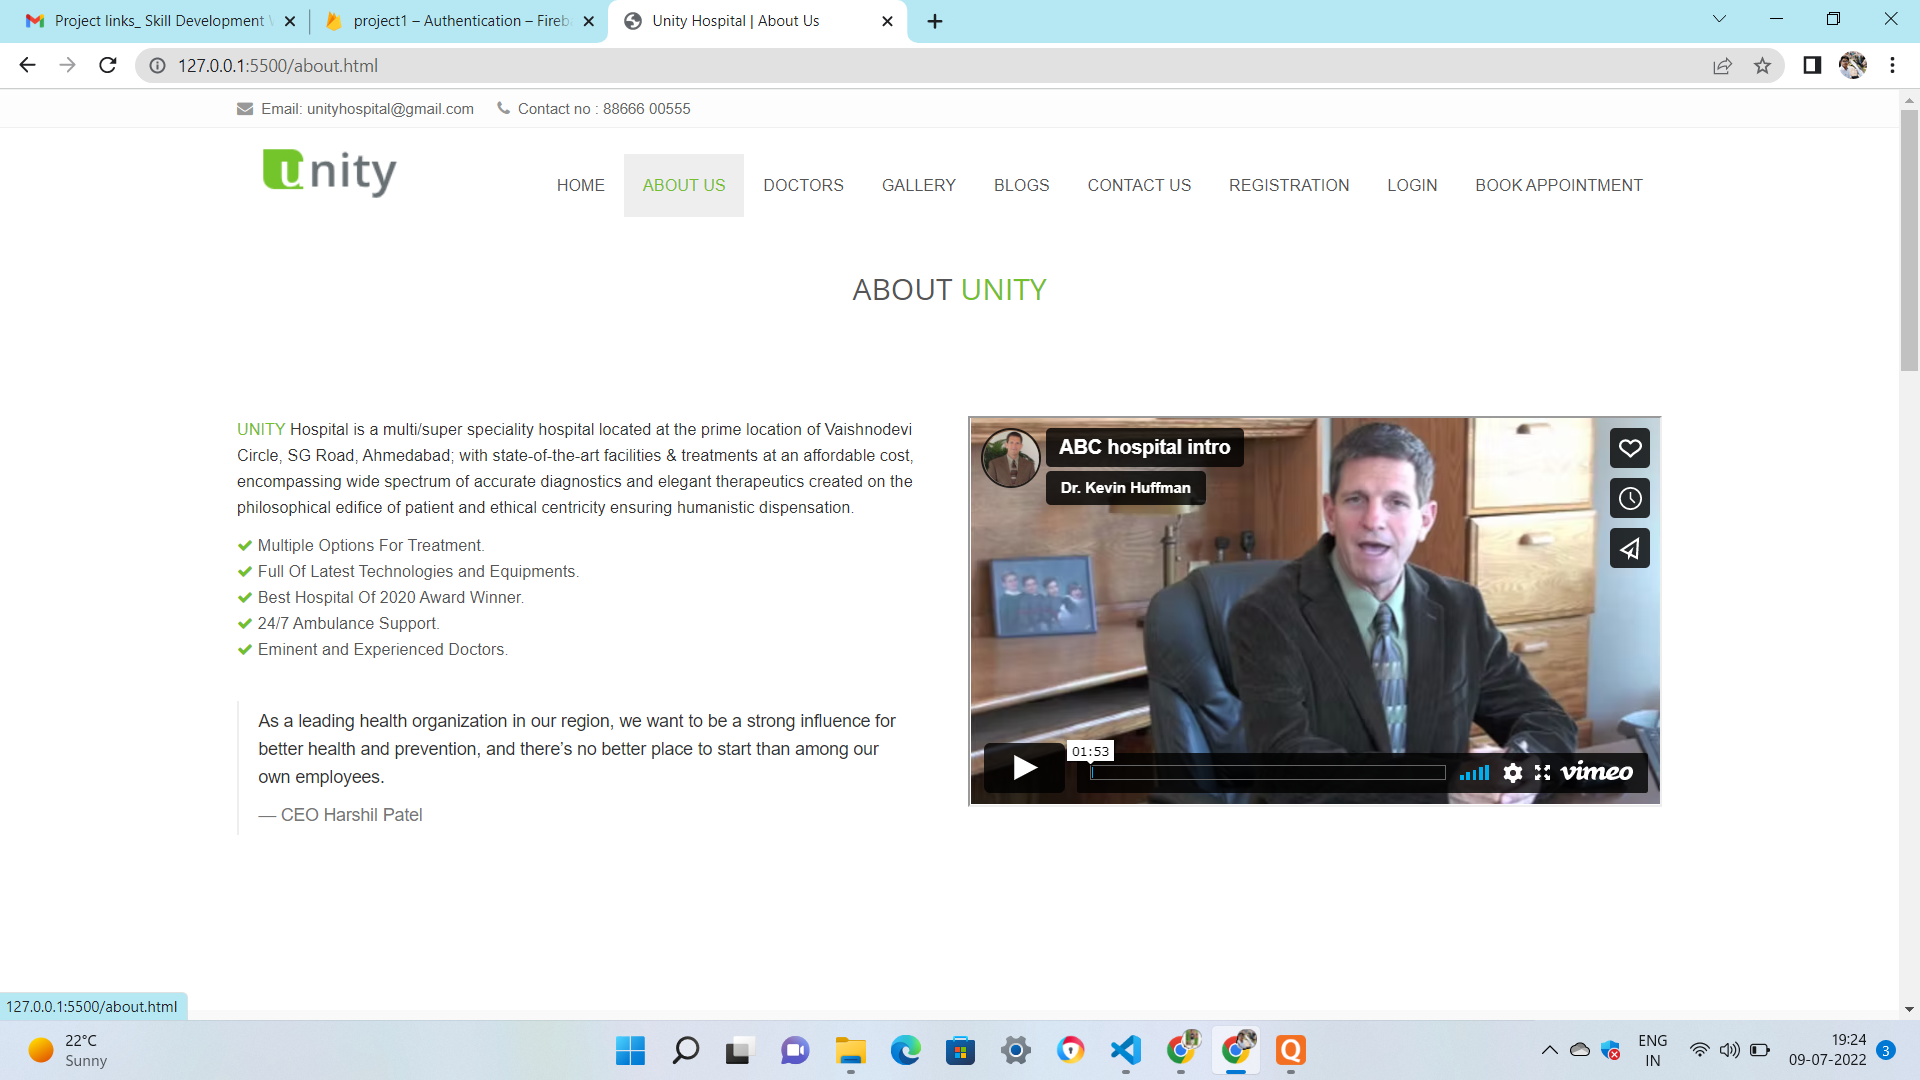 Project links_ Skill Development
project1 – Authentication – Fireb
Unity Hospital | About Us
127.0.0.1:5500/about.html
Email: unityhospital@gmail.com Contact no : 88666 00555
unity
HOME ABOUT US DOCTORS GALLERY BLOGS CONTACT US REGISTRATION LOGIN BOOK APPOINTMENT
ABOUT UNITY
UNITY Hospital is a multi/super speciality hospital located at the prime location of Vaishnodevi
Circle, SG Road, Ahmedabad; with state-of-the-art facilities & treatments at an affordable cost,
encompassing wide spectrum of accurate diagnostics and elegant therapeutics created on the
philosophical edifice of patient and ethical centricity ensuring humanistic dispensation.
Multiple Options For Treatment.
Full Of Latest Technologies and Equipments.
Best Hospital Of 2020 Award Winner.
24/7 Ambulance Support.
Eminent and Experienced Doctors.
As a leading health organization in our region, we want to be a strong influence for
better health and prevention, and there’s no better place to start than among our
own employees.
— CEO Harshil Patel
ABC hospital intro
Dr. Kevin Huffman
01:53
vimeo
127.0.0.1:5500/about.html
22°C
Sunny
ENG
IN
19:24
09-07-2022
3